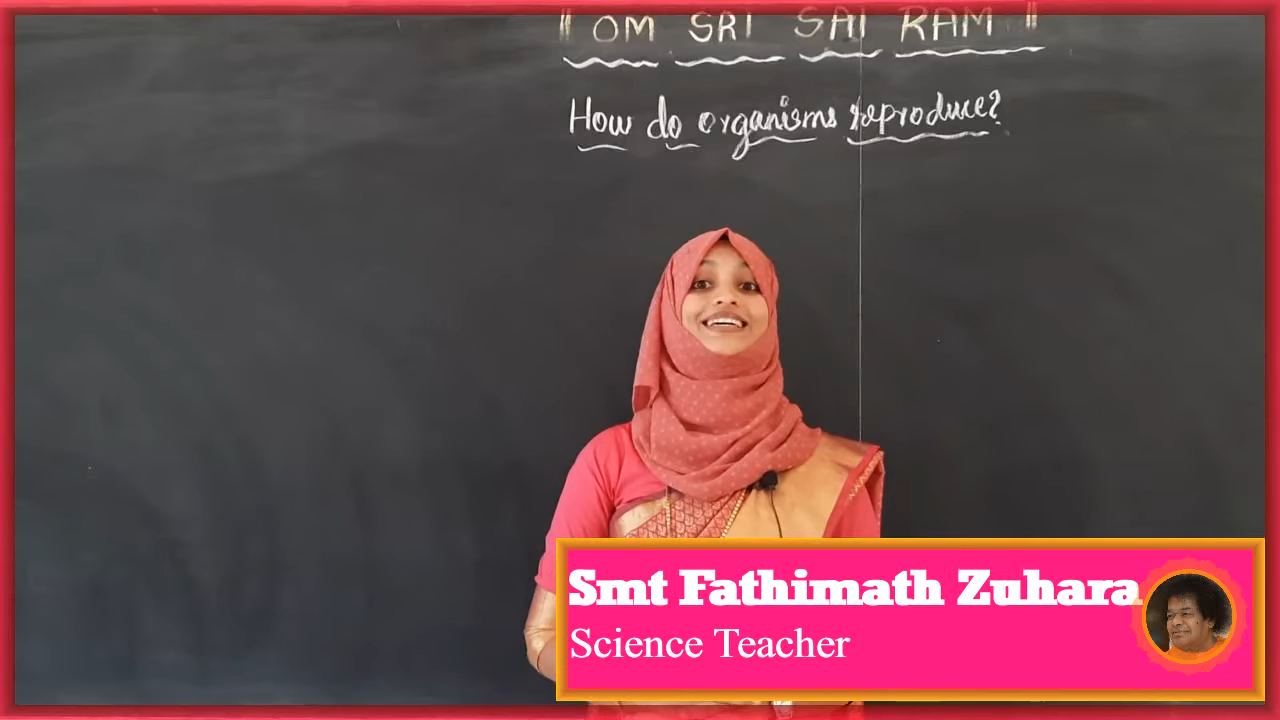 ॥ OM SRI SAI RAM ॥
How do organisms reproduce?
Smt Fathimath Zuhara
Science Teacher